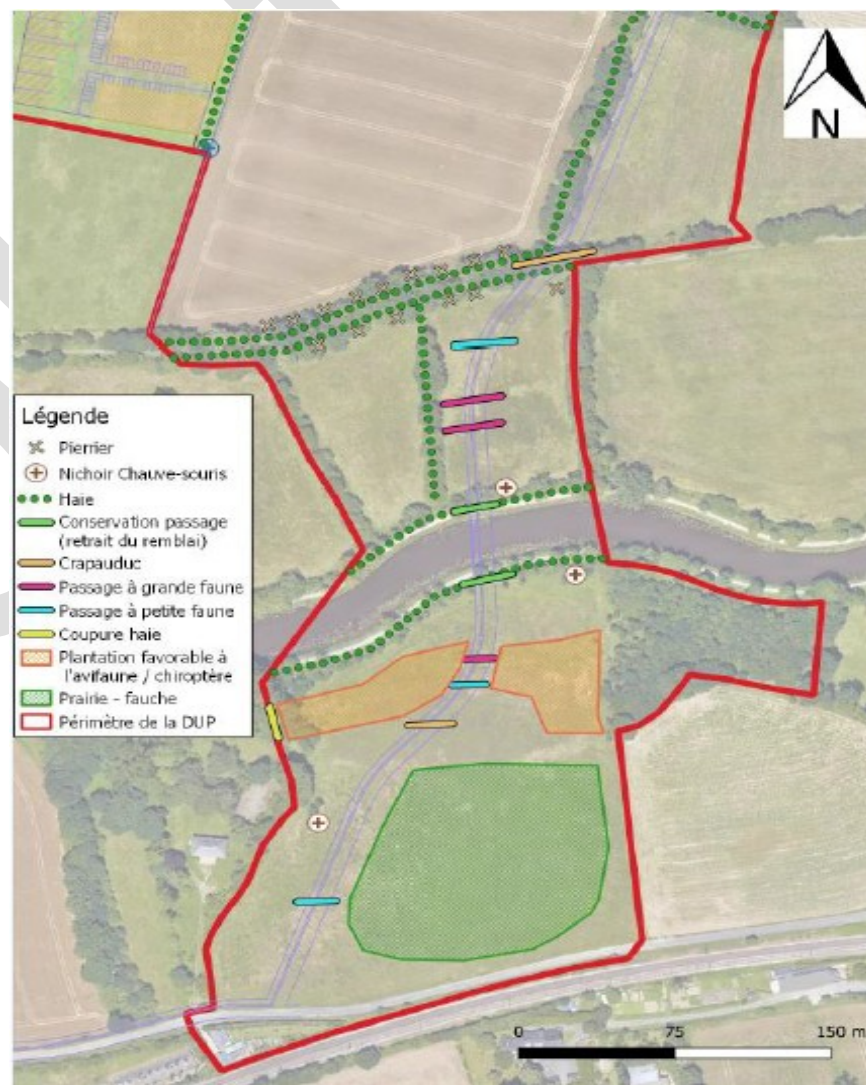 N
Légende
Pierrier
Nichoir Chauve-souris
Haie
Conservation passage
(retrait du remblai)
Crapauduc
Passage à grande faune
Passage à petite faune
Coupure haie
Plantation favorable à
l'avifaune / chiroptère
Prairie - fauche
Périmètre de la DUP
0 75 150 m